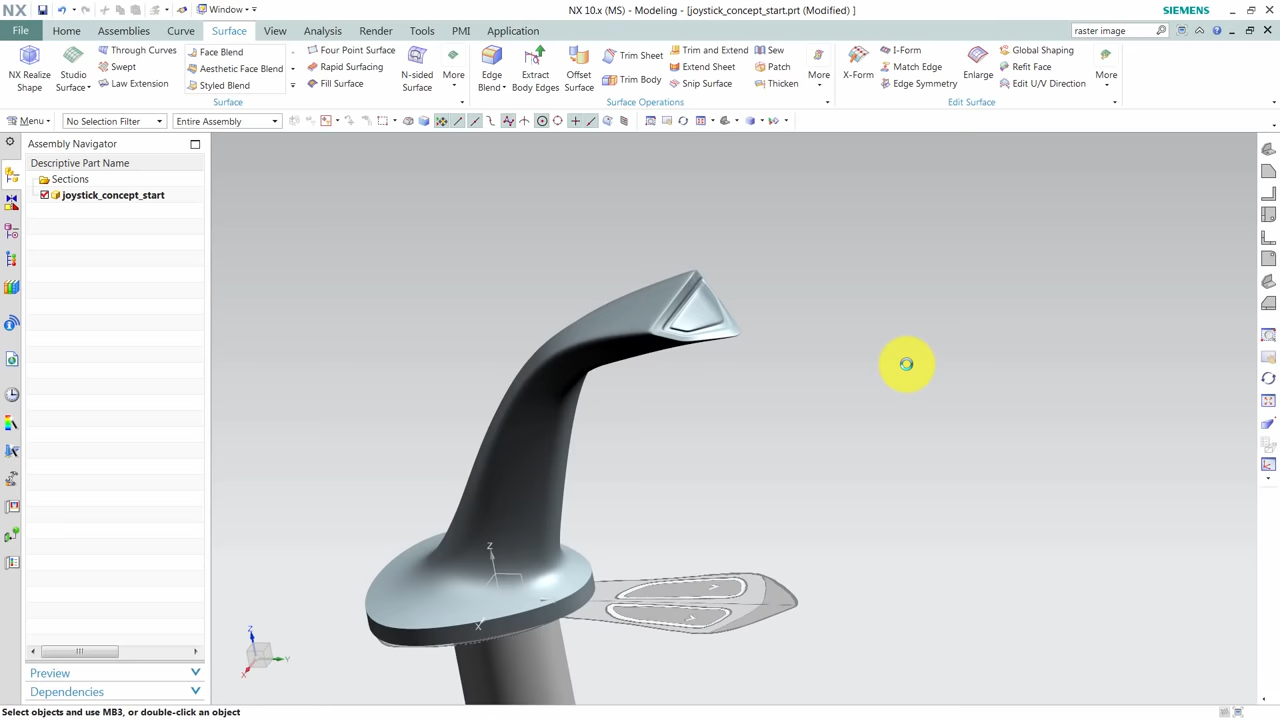 NX
Window
NX 10.x (MS) - Modeling - [joystick_concept_start.prt (Modified) ]
SIEMENS
File
Home
Assemblies
Curve
Surface
View
Analysis
Render
Tools
PMI
Application
raster image
NX Realize Shape
Studio Surface
Through Curves
Swept
Law Extension
Face Blend
Aesthetic Face Blend
Styled Blend
Four Point Surface
Rapid Surfacing
Fill Surface
N-sided Surface
More
Surface
Edge Blend
Extract Body Edges
Offset Surface
Trim Sheet
Trim Body
Trim and Extend
Extend Sheet
Snip Surface
Sew
Patch
Thicken
More
Surface Operations
X-Form
I-Form
Match Edge
Edge Symmetry
Enlarge
Global Shaping
Refit Face
Edit U/V Direction
More
Edit Surface
Menu
No Selection Filter
Entire Assembly
Assembly Navigator
Descriptive Part Name
Sections
joystick_concept_start
Z
X
Z
Y
X
Preview
Dependencies
Select objects and use MB3, or double-click an object